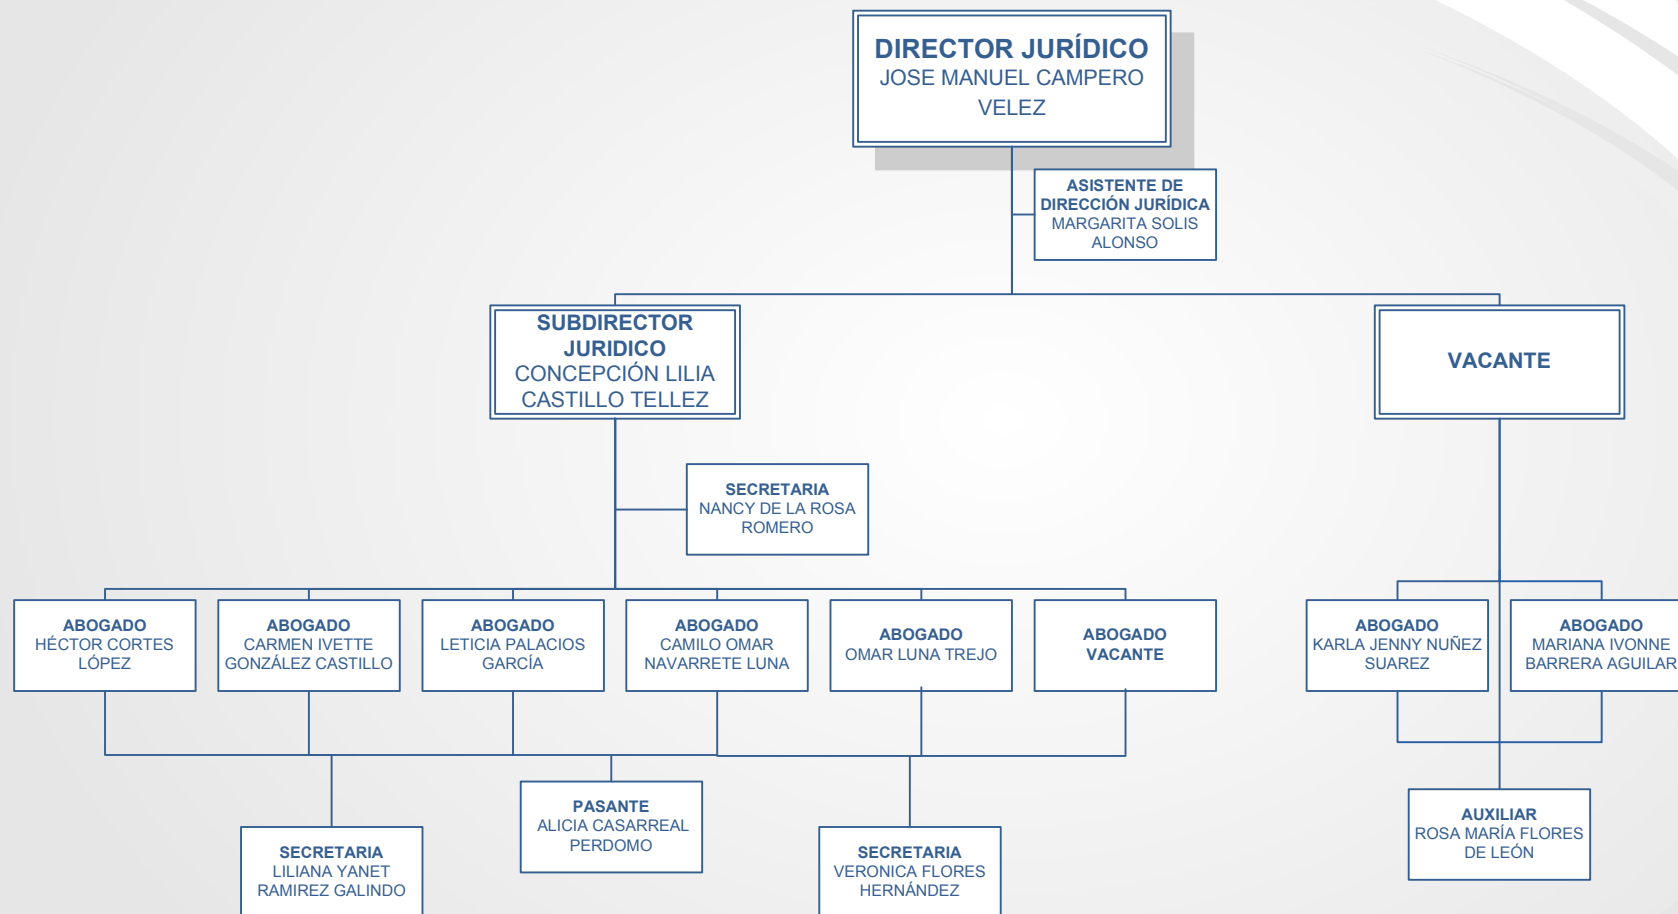 DIRECTOR JURÍDICO
JOSE MANUEL CAMPERO
VELEZ
ASISTENTE DE
DIRECCIÓN JURÍDICA
MARGARITA SOLIS
ALONSO
SUBDIRECTOR
JURIDICO
CONCEPCIÓN LILIA
CASTILLO TELLEZ
VACANTE
SECRETARIA
NANCY DE LA ROSA
ROMERO
ABOGADO
HÉCTOR CORTES
LÓPEZ
ABOGADO
CARMEN IVETTE
GONZÁLEZ CASTILLO
ABOGADO
LETICIA PALACIOS
GARCÍA
ABOGADO
CAMILO OMAR
NAVARRETE LUNA
ABOGADO
OMAR LUNA TREJO
ABOGADO
VACANTE
ABOGADO
KARLA JENNY NUÑEZ
SUAREZ
ABOGADO
MARIANA IVONNE
BARRERA AGUILAR
SECRETARIA
LILIANA YANET
RAMIREZ GALINDO
PASANTE
ALICIA CASARREAL
PERDOMO
SECRETARIA
VERONICA FLORES
HERNÁNDEZ
AUXILIAR
ROSA MARÍA FLORES
DE LEÓN